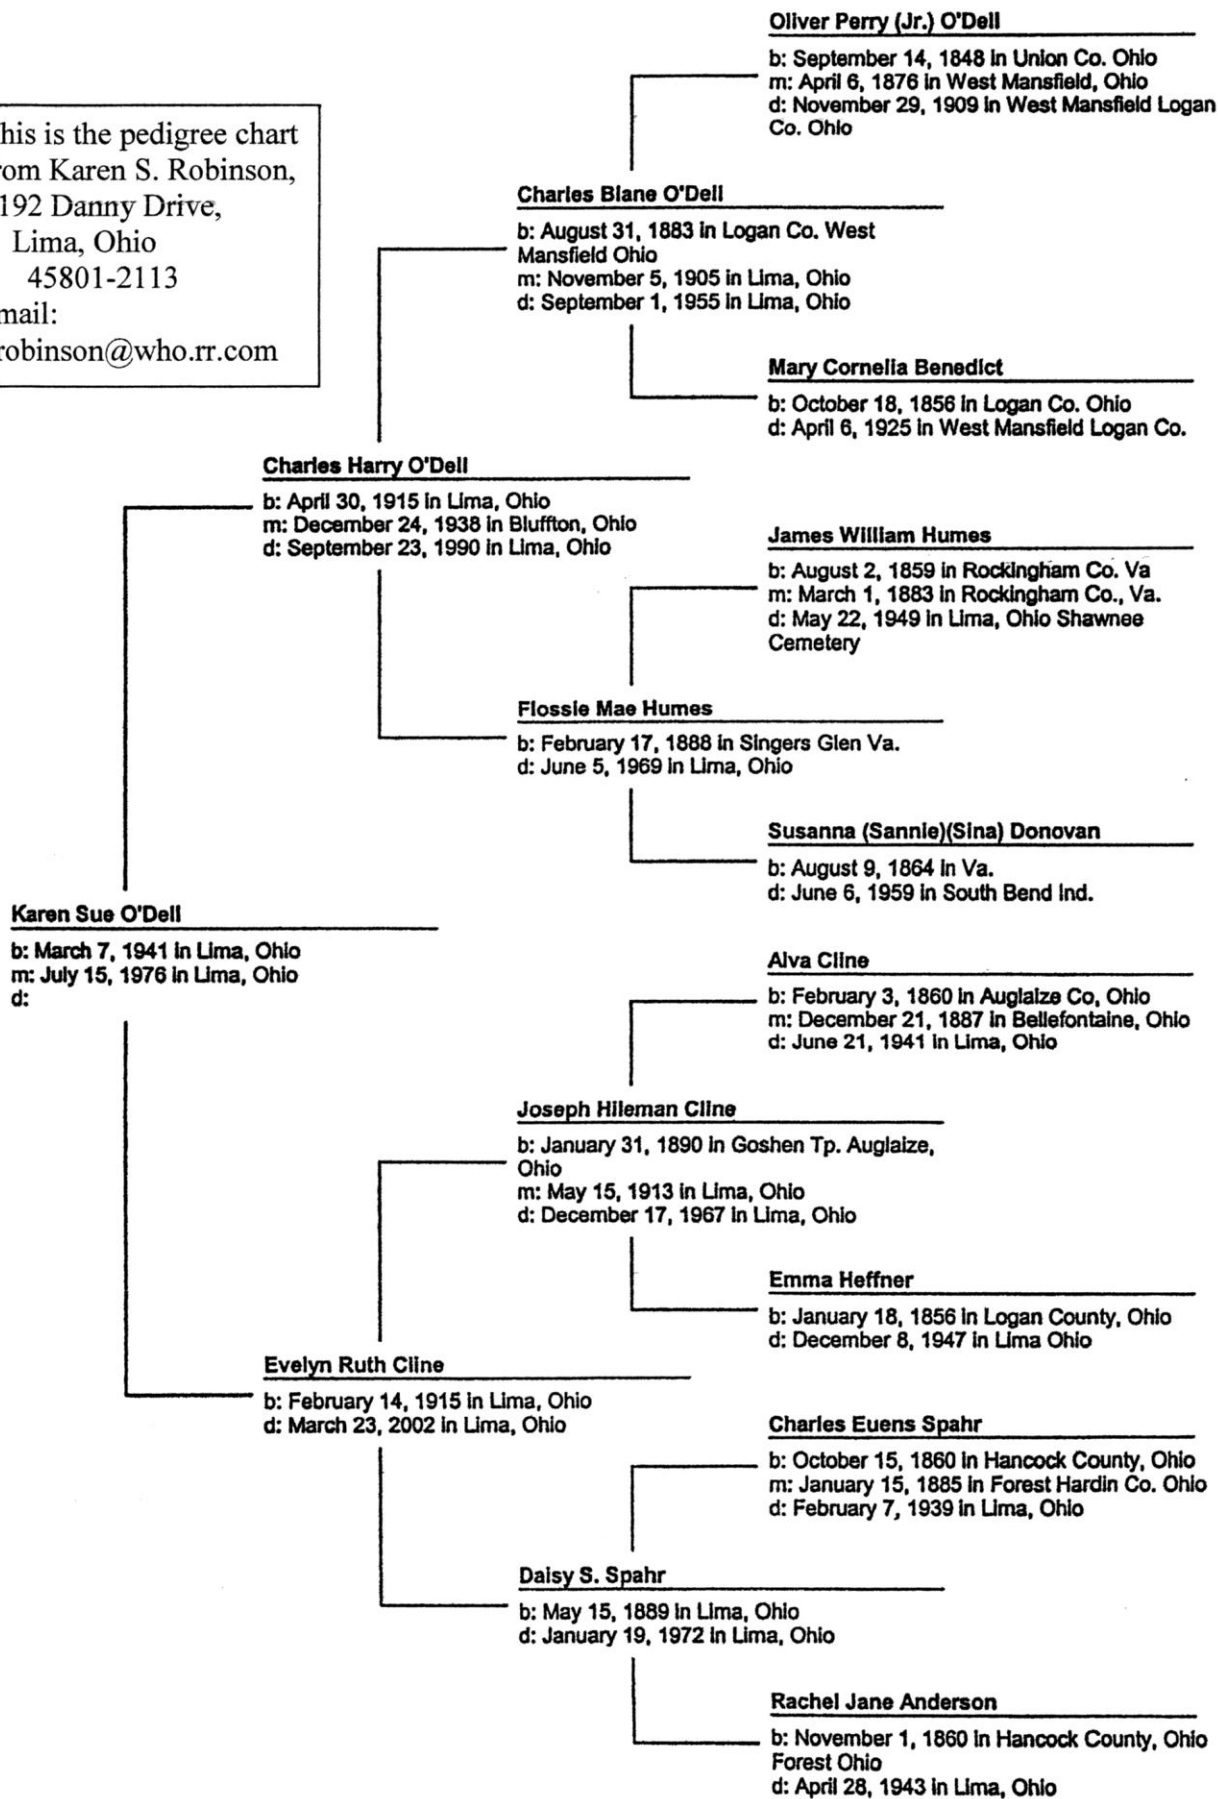 Oliver Perry (Jr.) O'Dell
b: September 14, 1848 in Union Co. Ohio
m: April 6, 1876 in West Mansfield, Ohio
d: November 29, 1909 in West Mansfield Logan
Co. Ohio
his is the pedigree chart
rom Karen S. Robinson,
192 Danny Drive,
Lima, Ohio
45801-2113
mail:
robinson@who.rr.com
Charles Blane O'Dell
b: August 31, 1883 in Logan Co. West
Mansfield Ohio
m: November 5, 1905 in Lima, Ohio
d: September 1, 1955 in Lima, Ohio
Mary Cornelia Benedict
b: October 18, 1856 in Logan Co. Ohio
d: April 6, 1925 in West Mansfield Logan Co.
Charles Harry O'Dell
b: April 30, 1915 in Lima, Ohio
m: December 24, 1938 in Bluffton, Ohio
d: September 23, 1990 in Lima, Ohio
James William Humes
b: August 2, 1859 in Rockingham Co. Va
m: March 1, 1883 in Rockingham Co., Va.
d: May 22, 1949 in Lima, Ohio Shawnee
Cemetery
Flossie Mae Humes
b: February 17, 1888 in Singers Glen Va.
d: June 5, 1969 in Lima, Ohio
Susanna (Sannie)(Sina) Donovan
b: August 9, 1864 in Va.
d: June 6, 1959 in South Bend Ind.
Karen Sue O'Dell
b: March 7, 1941 in Lima, Ohio
m: July 15, 1976 in Lima, Ohio
d:
Alva Cline
b: February 3, 1860 in Auglaize Co, Ohio
m: December 21, 1887 in Bellefontaine, Ohio
d: June 21, 1941 in Lima, Ohio
Joseph Hileman Cline
b: January 31, 1890 in Goshen Tp. Auglaize,
Ohio
m: May 15, 1913 in Lima, Ohio
d: December 17, 1967 in Lima, Ohio
Emma Heffner
b: January 18, 1856 in Logan County, Ohio
d: December 8, 1947 in Lima Ohio
Evelyn Ruth Cline
b: February 14, 1915 in Lima, Ohio
d: March 23, 2002 in Lima, Ohio
Charles Euens Spahr
b: October 15, 1860 in Hancock County, Ohio
m: January 15, 1885 in Forest Hardin Co. Ohio
d: February 7, 1939 in Lima, Ohio
Daisy S. Spahr
b: May 15, 1889 in Lima, Ohio
d: January 19, 1972 in Lima, Ohio
Rachel Jane Anderson
b: November 1, 1860 in Hancock County, Ohio
Forest Ohio
d: April 28, 1943 in Lima, Ohio